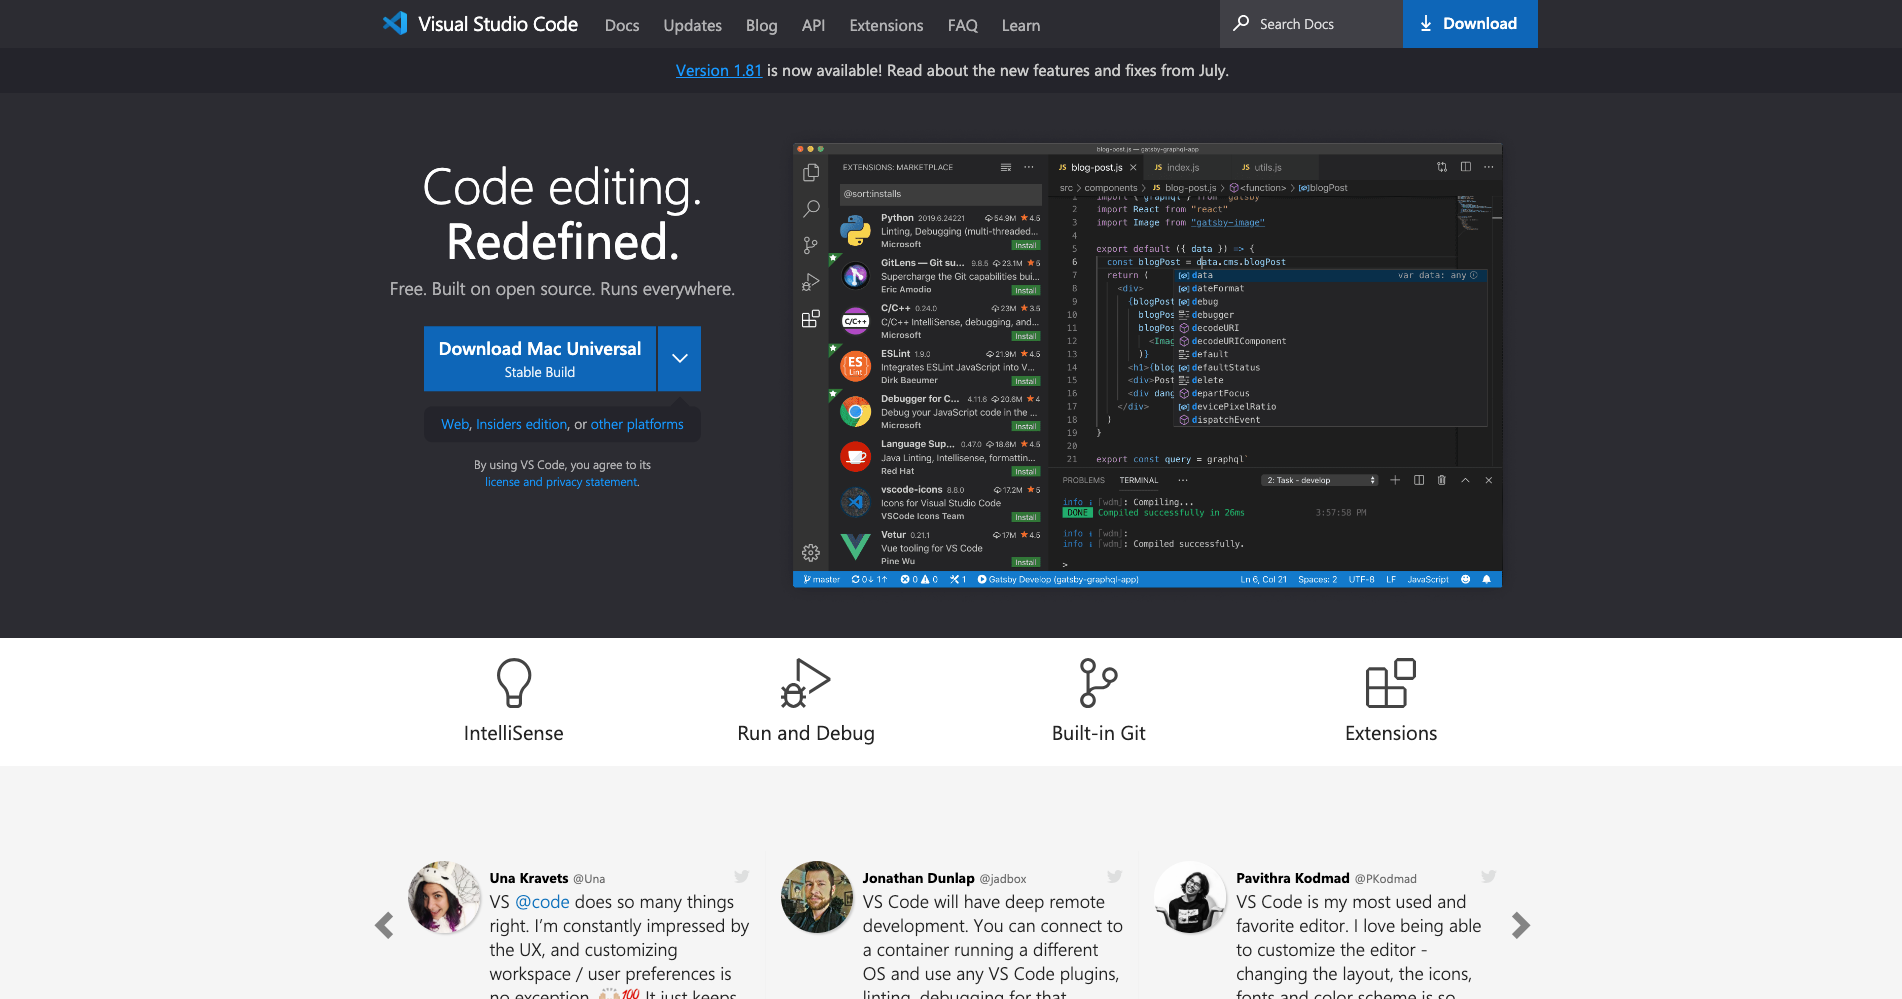 Visual Studio Code Docs Updates Blog API Extensions FAQ Learn Search Docs Download
Version 1.81 is now available! Read about the new features and fixes from July.
Code editing.
Redefined.
Free. Built on open source. Runs everywhere.
Download Mac Universal
Stable Build
Web, Insiders edition, or other platforms
By using VS Code, you agree to its
license and privacy statement.
blog-post.js — gatsby-graphql-app
EXTENSIONS: MARKETPLACE
@sort:installs
Python 2019.6.24221 54.9M ★4.5
Linting, Debugging (multi-threaded...
Microsoft Install
GitLens — Git su... 9.8.5 23.1M ★5
Supercharge the Git capabilities bui...
Eric Amodio Install
C/C++ 0.24.0 23M ★3.5
C/C++ IntelliSense, debugging, and...
Microsoft Install
ESLint 1.9.0 21.9M ★4.5
Integrates ESLint JavaScript into V...
Dirk Baeumer Install
Debugger for C... 4.11.6 20.6M ★4
Debug your JavaScript code in the ...
Microsoft Install
Language Sup... 0.47.0 18.6M ★4.5
Java Linting, Intellisense, formattin...
Red Hat Install
vscode-icons 8.8.0 17.2M ★5
Icons for Visual Studio Code
VSCode Icons Team Install
Vetur 0.21.1 17M ★4.5
Vue tooling for VS Code
Pine Wu Install
C/C++
ES
Lint
JS blog-post.js JS index.js JS utils.js
src > components > JS blog-post.js > <function> > blogPost
1 import { graphql } from "gatsby"
2 import React from "react"
3 import Image from "gatsby-image"
4
5 export default ({ data }) => {
6 const blogPost = data.cms.blogPost
7 return (
8 <div>
9 {blogPost
10 blogPos
11 blogPos
12 <Imag
13 )}
14 <h1>{blog
15 <div>Post
16 <div dang
17 </div>
18 )
19 }
20
21 export const query = graphql`
data var data: any
dateFormat
debug
debugger
decodeURI
decodeURIComponent
default
defaultStatus
delete
departFocus
devicePixelRatio
dispatchEvent
PROBLEMS TERMINAL ... 2: Task - develop
info [wdm]: Compiling...
DONE Compiled successfully in 26ms 3:57:58 PM
info [wdm]:
info [wdm]: Compiled successfully.
>
master 0↓ 1↑ 0 0 1 Gatsby Develop (gatsby-graphql-app) Ln 6, Col 21 Spaces: 2 UTF-8 LF JavaScript
IntelliSense
Run and Debug
Built-in Git
Extensions
Una Kravets @Una
VS @code does so many things
right. I'm constantly impressed by
the UX, and customizing
workspace / user preferences is
no exception. 🙌🏼💯 It just keeps
Jonathan Dunlap @jadbox
VS Code will have deep remote
development. You can connect to
a container running a different
OS and use any VS Code plugins,
linting, debugging for that
Pavithra Kodmad @PKodmad
VS Code is my most used and
favorite editor. I love being able
to customize the editor -
changing the layout, the icons,
fonts and color scheme is so